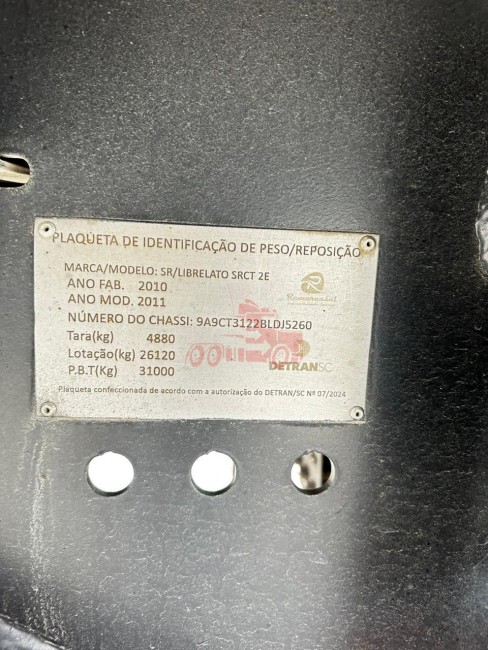 PLAQUETA DE IDENTIFICAÇÃO DE PESO/REPOSIÇÃO
MARCA/MODELO: SR/LIBRELATO SRCT 2E
ANO FAB. 2010
ANO MOD. 2011
NÚMERO DO CHASSI: 9A9CT3122BLDJ5260
Tara(kg) 4880
Lotação(kg) 26120
P.B.T(Kg) 31000
DETRANSC
Plaqueta confeccionada de acordo com a autorização do DETRAN/SC Nº 07/2024